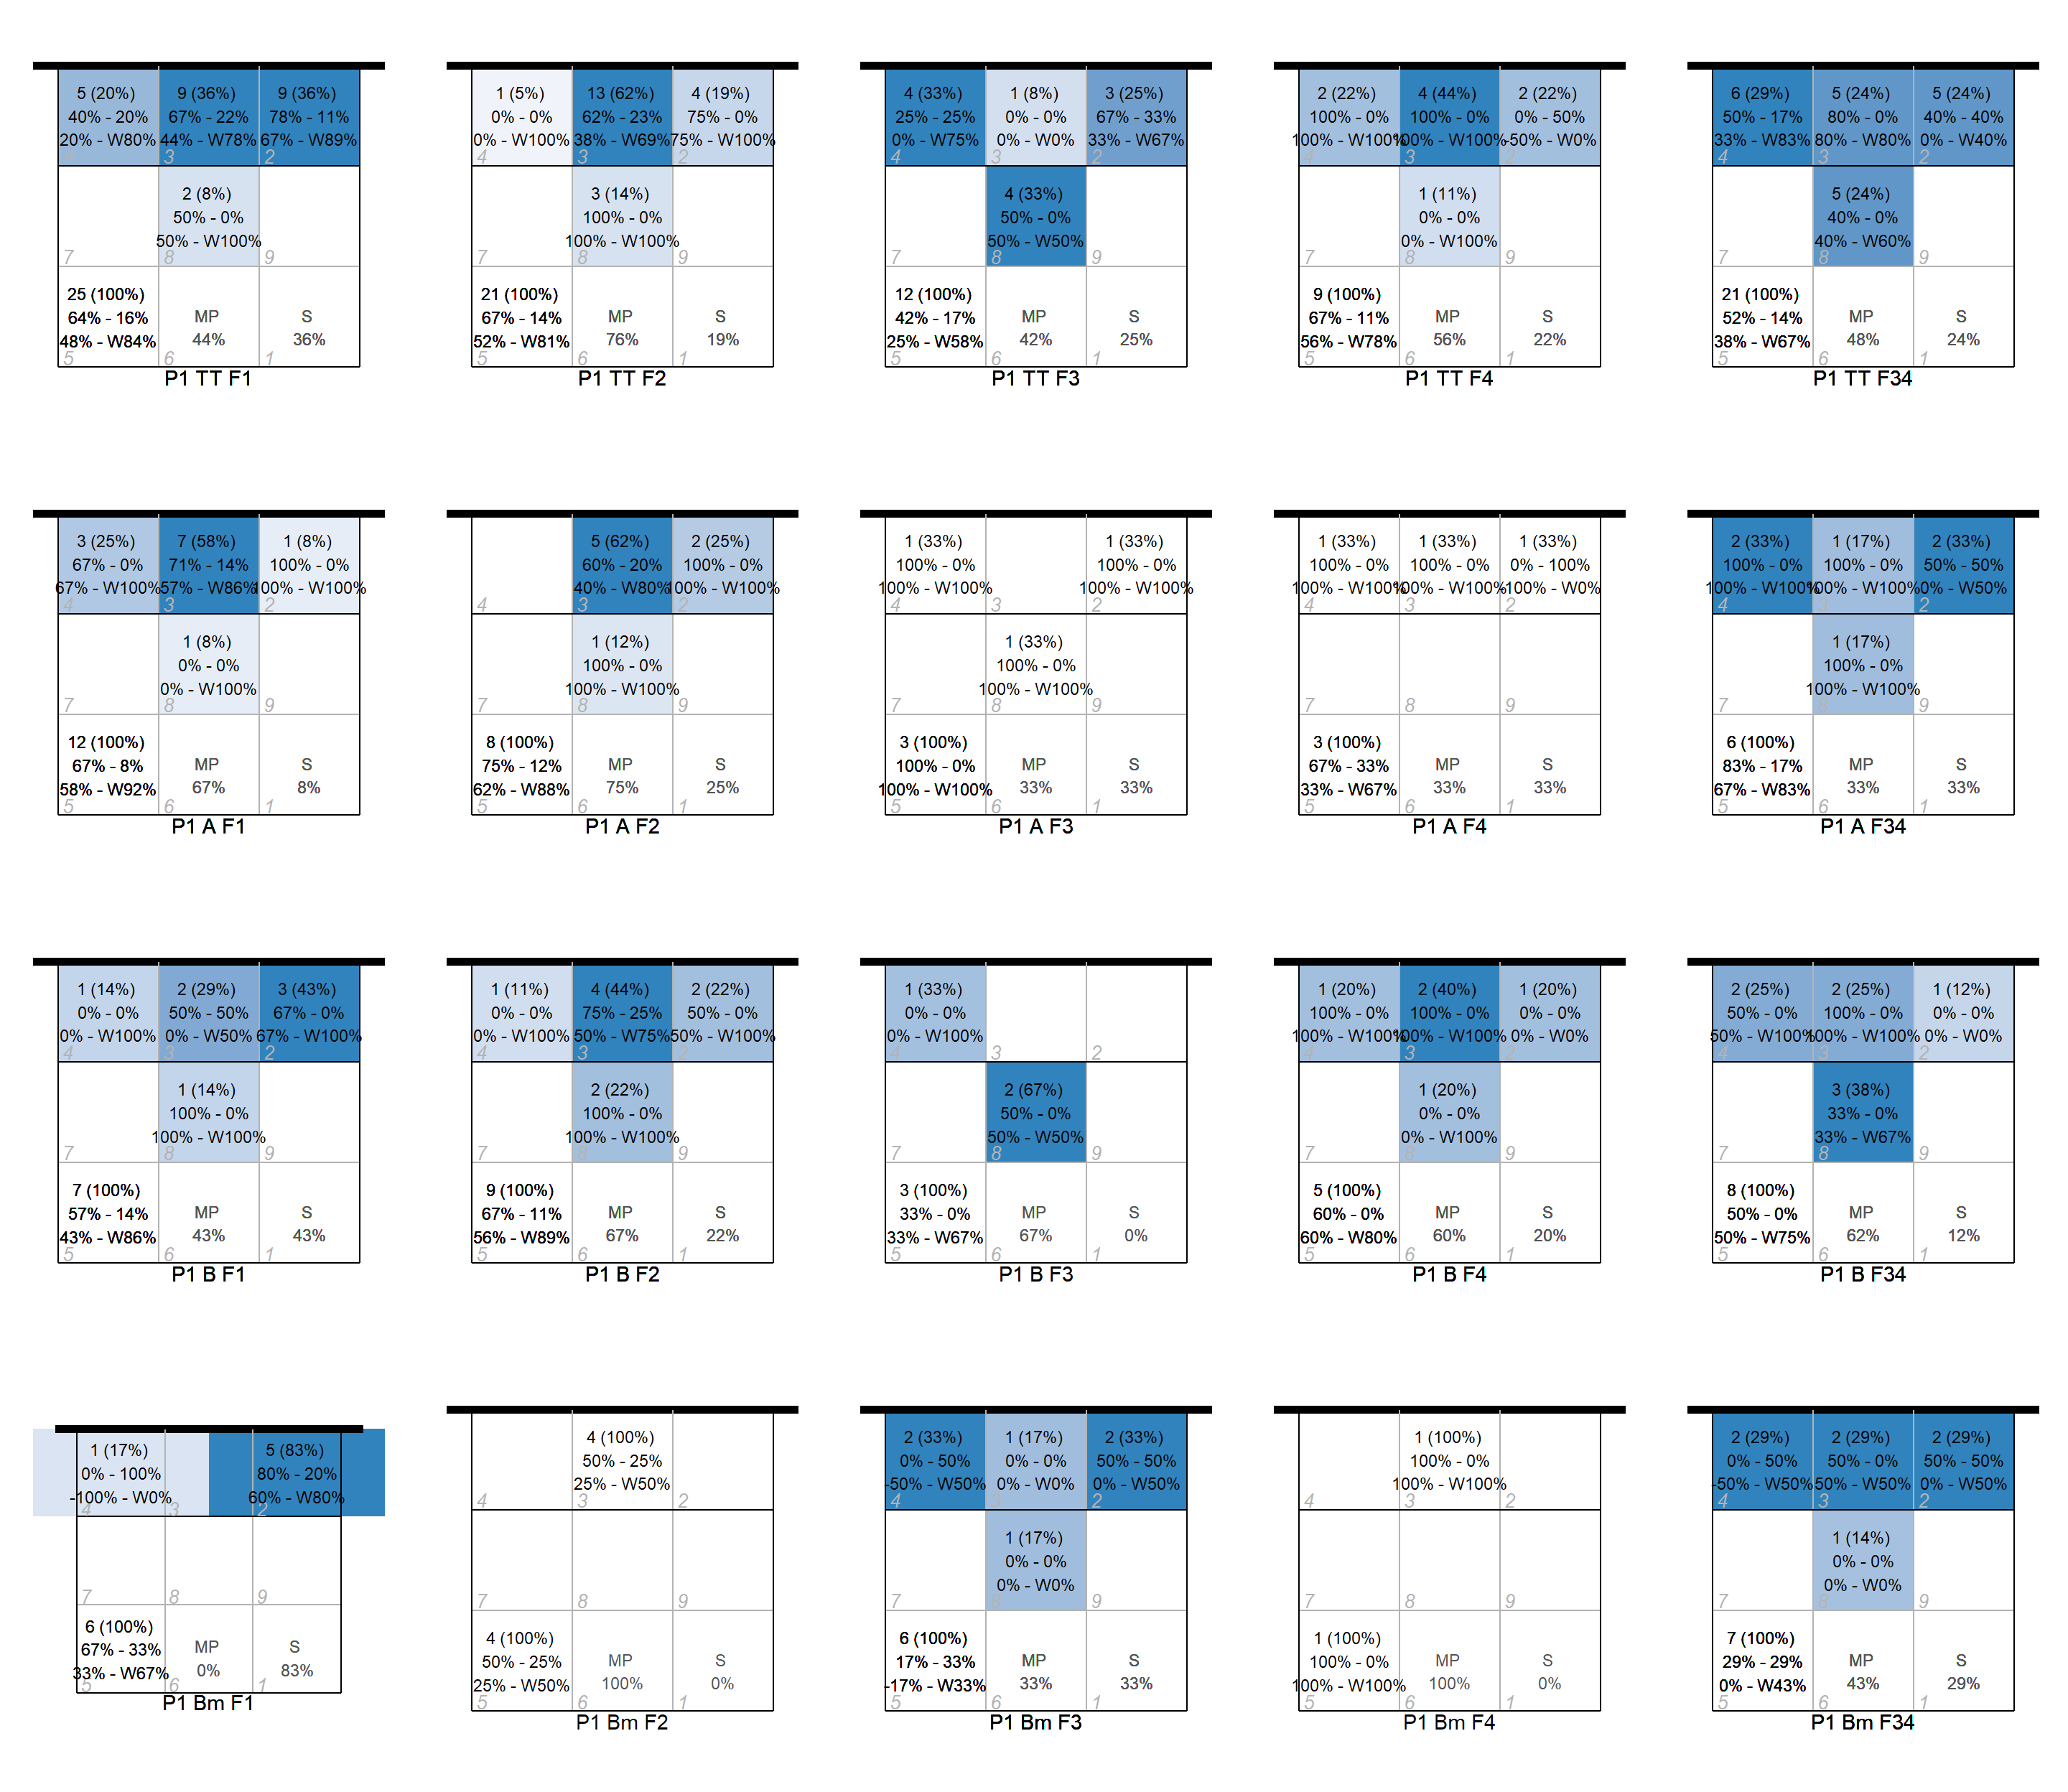 5 (20%) 9 (36%) 9 (36%)
40% - 20% 67% - 22% 78% - 11%
20% - W80% 44% - W78% 67% - W89%
4 3 2
2 (8%)
50% - 0%
50% - W100%
7 8 9
25 (100%)
64% - 16% MP S
48% - W84% 44% 36%
5 6 1
P1 TT F1
1 (5%) 13 (62%) 4 (19%)
0% - 0% 62% - 23% 75% - 0%
0% - W100% 38% - W69% 75% - W100%
4 3 2
3 (14%)
100% - 0%
100% - W100%
7 8 9
21 (100%)
67% - 14% MP S
52% - W81% 76% 19%
5 6 1
P1 TT F2
4 (33%) 1 (8%) 3 (25%)
25% - 25% 0% - 0% 67% - 33%
0% - W75% 0% - W0% 33% - W67%
4 3 2
4 (33%)
50% - 0%
50% - W50%
7 8 9
12 (100%)
42% - 17% MP S
25% - W58% 42% 25%
5 6 1
P1 TT F3
2 (22%) 4 (44%) 2 (22%)
100% - 0% 100% - 0% 0% - 50%
100% - W100% 100% - W100% -50% - W0%
4 3 2
1 (11%)
0% - 0%
0% - W100%
7 8 9
9 (100%)
67% - 11% MP S
56% - W78% 56% 22%
5 6 1
P1 TT F4
6 (29%) 5 (24%) 5 (24%)
50% - 17% 80% - 0% 40% - 40%
33% - W83% 80% - W80% 0% - W40%
4 3 2
5 (24%)
40% - 0%
40% - W60%
7 8 9
21 (100%)
52% - 14% MP S
38% - W67% 48% 24%
5 6 1
P1 TT F34
3 (25%) 7 (58%) 1 (8%)
67% - 0% 71% - 14% 100% - 0%
67% - W100% 57% - W86% 100% - W100%
4 3 2
1 (8%)
0% - 0%
0% - W100%
7 8 9
12 (100%)
67% - 8% MP S
58% - W92% 67% 8%
5 6 1
P1 A F1
5 (62%) 2 (25%)
60% - 20% 100% - 0%
40% - W80% 100% - W100%
4 3 2
1 (12%)
100% - 0%
100% - W100%
7 8 9
8 (100%)
75% - 12% MP S
62% - W88% 75% 25%
5 6 1
P1 A F2
1 (33%) 1 (33%)
100% - 0% 100% - 0%
100% - W100% 100% - W100%
4 3 2
1 (33%)
100% - 0%
100% - W100%
7 8 9
3 (100%)
100% - 0% MP S
100% - W100% 33% 33%
5 6 1
P1 A F3
1 (33%) 1 (33%) 1 (33%)
100% - 0% 100% - 0% 0% - 100%
100% - W100% 100% - W100% -100% - W0%
4 3 2
7 8 9
3 (100%)
67% - 33% MP S
33% - W67% 33% 33%
5 6 1
P1 A F4
2 (33%) 1 (17%) 2 (33%)
100% - 0% 100% - 0% 50% - 50%
100% - W100% 100% - W100% 0% - W50%
4 3 2
1 (17%)
100% - 0%
100% - W100%
7 8 9
6 (100%)
83% - 17% MP S
67% - W83% 33% 33%
5 6 1
P1 A F34
1 (14%) 2 (29%) 3 (43%)
0% - 0% 50% - 50% 67% - 0%
0% - W100% 0% - W50% 67% - W100%
4 3 2
1 (14%)
100% - 0%
100% - W100%
7 8 9
7 (100%)
57% - 14% MP S
43% - W86% 43% 43%
5 6 1
P1 B F1
1 (11%) 4 (44%) 2 (22%)
0% - 0% 75% - 25% 50% - 0%
0% - W100% 50% - W75% 50% - W100%
4 3 2
2 (22%)
100% - 0%
100% - W100%
7 8 9
9 (100%)
67% - 11% MP S
56% - W89% 67% 22%
5 6 1
P1 B F2
1 (33%)
0% - 0%
0% - W100%
4 3 2
2 (67%)
50% - 0%
50% - W50%
7 8 9
3 (100%)
33% - 0% MP S
33% - W67% 67% 0%
5 6 1
P1 B F3
1 (20%) 2 (40%) 1 (20%)
100% - 0% 100% - 0% 0% - 0%
100% - W100% 100% - W100% 0% - W0%
4 3 2
1 (20%)
0% - 0%
0% - W100%
7 8 9
5 (100%)
60% - 0% MP S
60% - W80% 60% 20%
5 6 1
P1 B F4
2 (25%) 2 (25%) 1 (12%)
50% - 0% 100% - 0% 0% - 0%
50% - W100% 100% - W100% 0% - W0%
4 3 2
3 (38%)
33% - 0%
33% - W67%
7 8 9
8 (100%)
50% - 0% MP S
50% - W75% 62% 12%
5 6 1
P1 B F34
1 (17%) 5 (83%)
0% - 100% 80% - 20%
-100% - W0% 60% - W80%
4 3 2
7 8 9
6 (100%)
67% - 33% MP S
33% - W67% 0% 83%
5 6 1
P1 Bm F1
4 (100%)
50% - 25%
25% - W50%
4 3 2
7 8 9
4 (100%)
50% - 25% MP S
25% - W50% 100% 0%
5 6 1
P1 Bm F2
2 (33%) 1 (17%) 2 (33%)
0% - 50% 0% - 0% 50% - 50%
-50% - W50% 0% - W0% 0% - W50%
4 3 2
1 (17%)
0% - 0%
0% - W0%
7 8 9
6 (100%)
17% - 33% MP S
-17% - W33% 33% 33%
5 6 1
P1 Bm F3
1 (100%)
100% - 0%
100% - W100%
4 3 2
7 8 9
1 (100%)
100% - 0% MP S
100% - W100% 100% 0%
5 6 1
P1 Bm F4
2 (29%) 2 (29%) 2 (29%)
0% - 50% 50% - 0% 50% - 50%
-50% - W50% 50% - W50% 0% - W50%
4 3 2
1 (14%)
0% - 0%
0% - W0%
7 8 9
7 (100%)
29% - 29% MP S
0% - W43% 43% 29%
5 6 1
P1 Bm F34